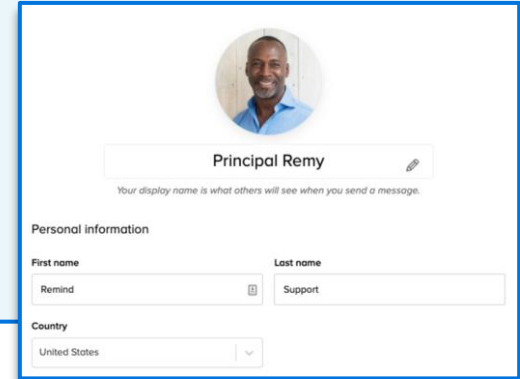 Principal Remy
Your display name is what others will see when you send a message.
Personal information
First name
Last name
Remind
Support
Country
United States